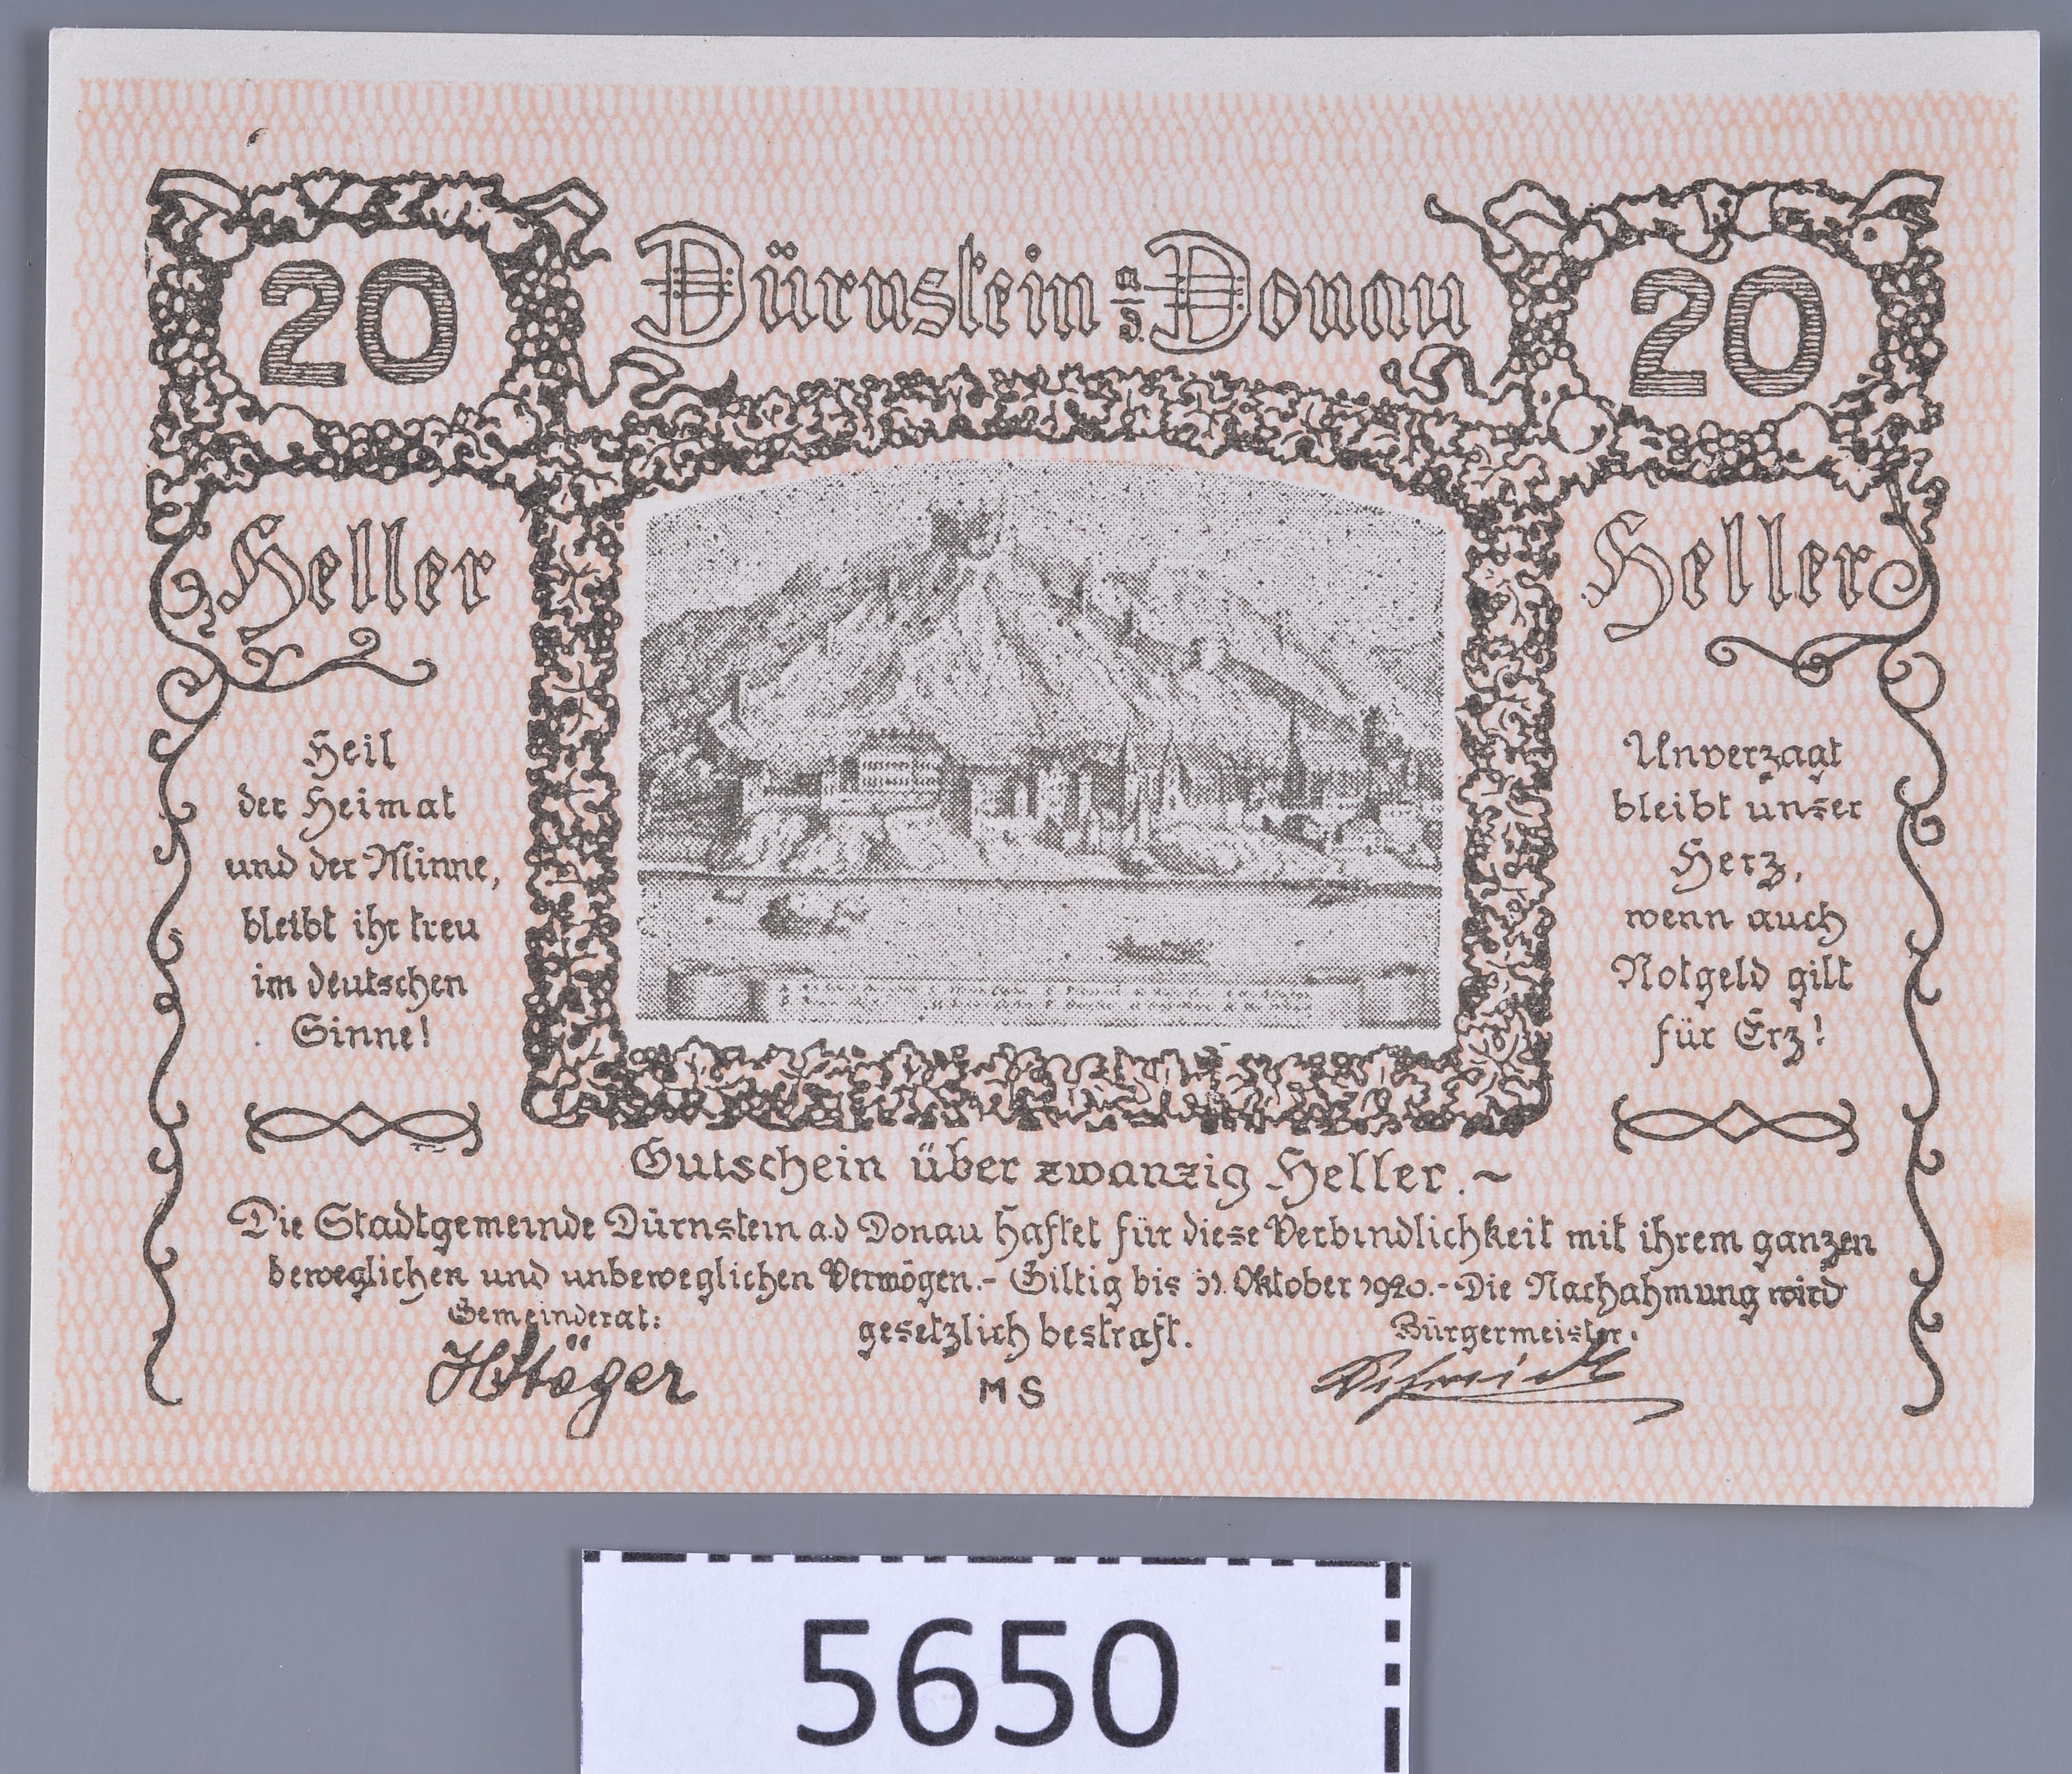 20
Dürnstein a/d. Donau
20
Heller
Heller
Heil
der Heimat
und der Minne,
bleibt ihr treu
im deutschen
Sinne!
Unverzagt
bleibt unser
Herz,
wenn auch
Notgeld gilt
für Erz!
Gutschein über zwanzig Heller.~
Die Stadtgemeinde Dürnstein a.d Donau haftet für diese Verbindlichkeit mit ihrem ganzen
beweglichen und unbeweglichen Vermögen.- Giltig bis 31. Oktober 1920.- Die Nachahmung wird
gesetzlich bestraft.
Gemeinderat:
Bürgermeister:
HStöger
MS
5650